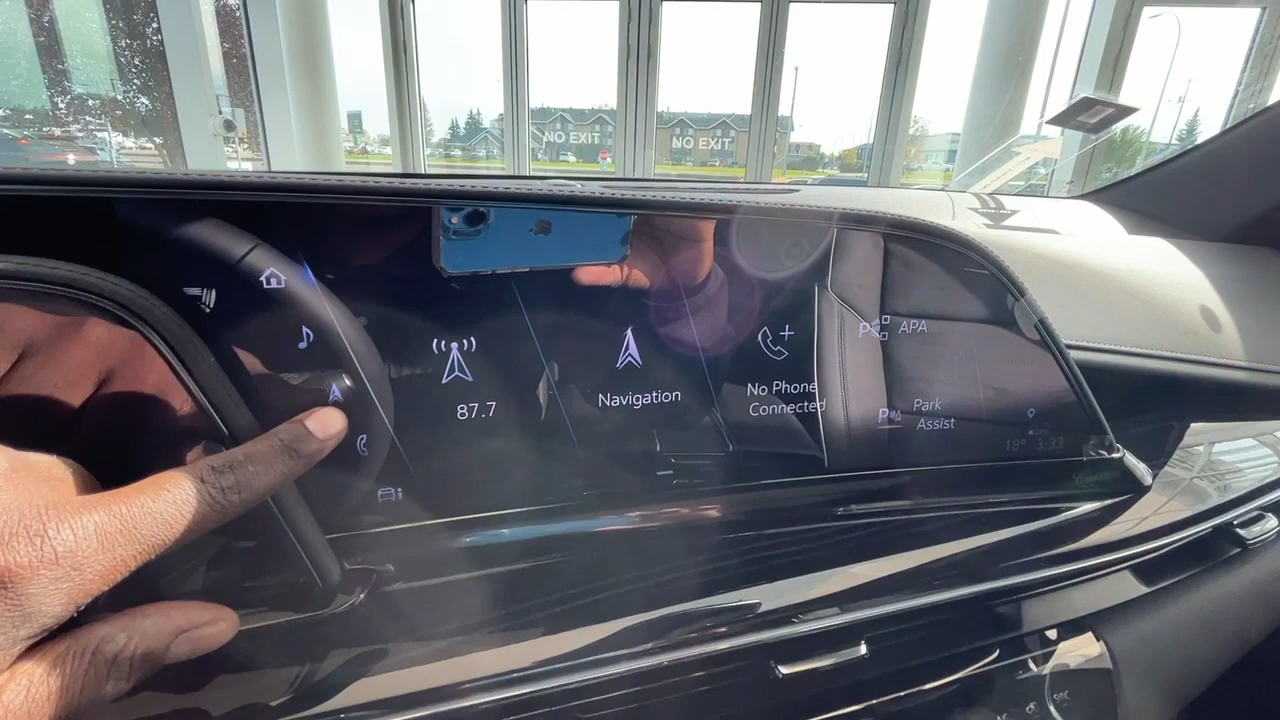 NO EXIT
NO EXIT
87.7
Navigation
No Phone
Connected
APA
Park
Assist
18° 3:33